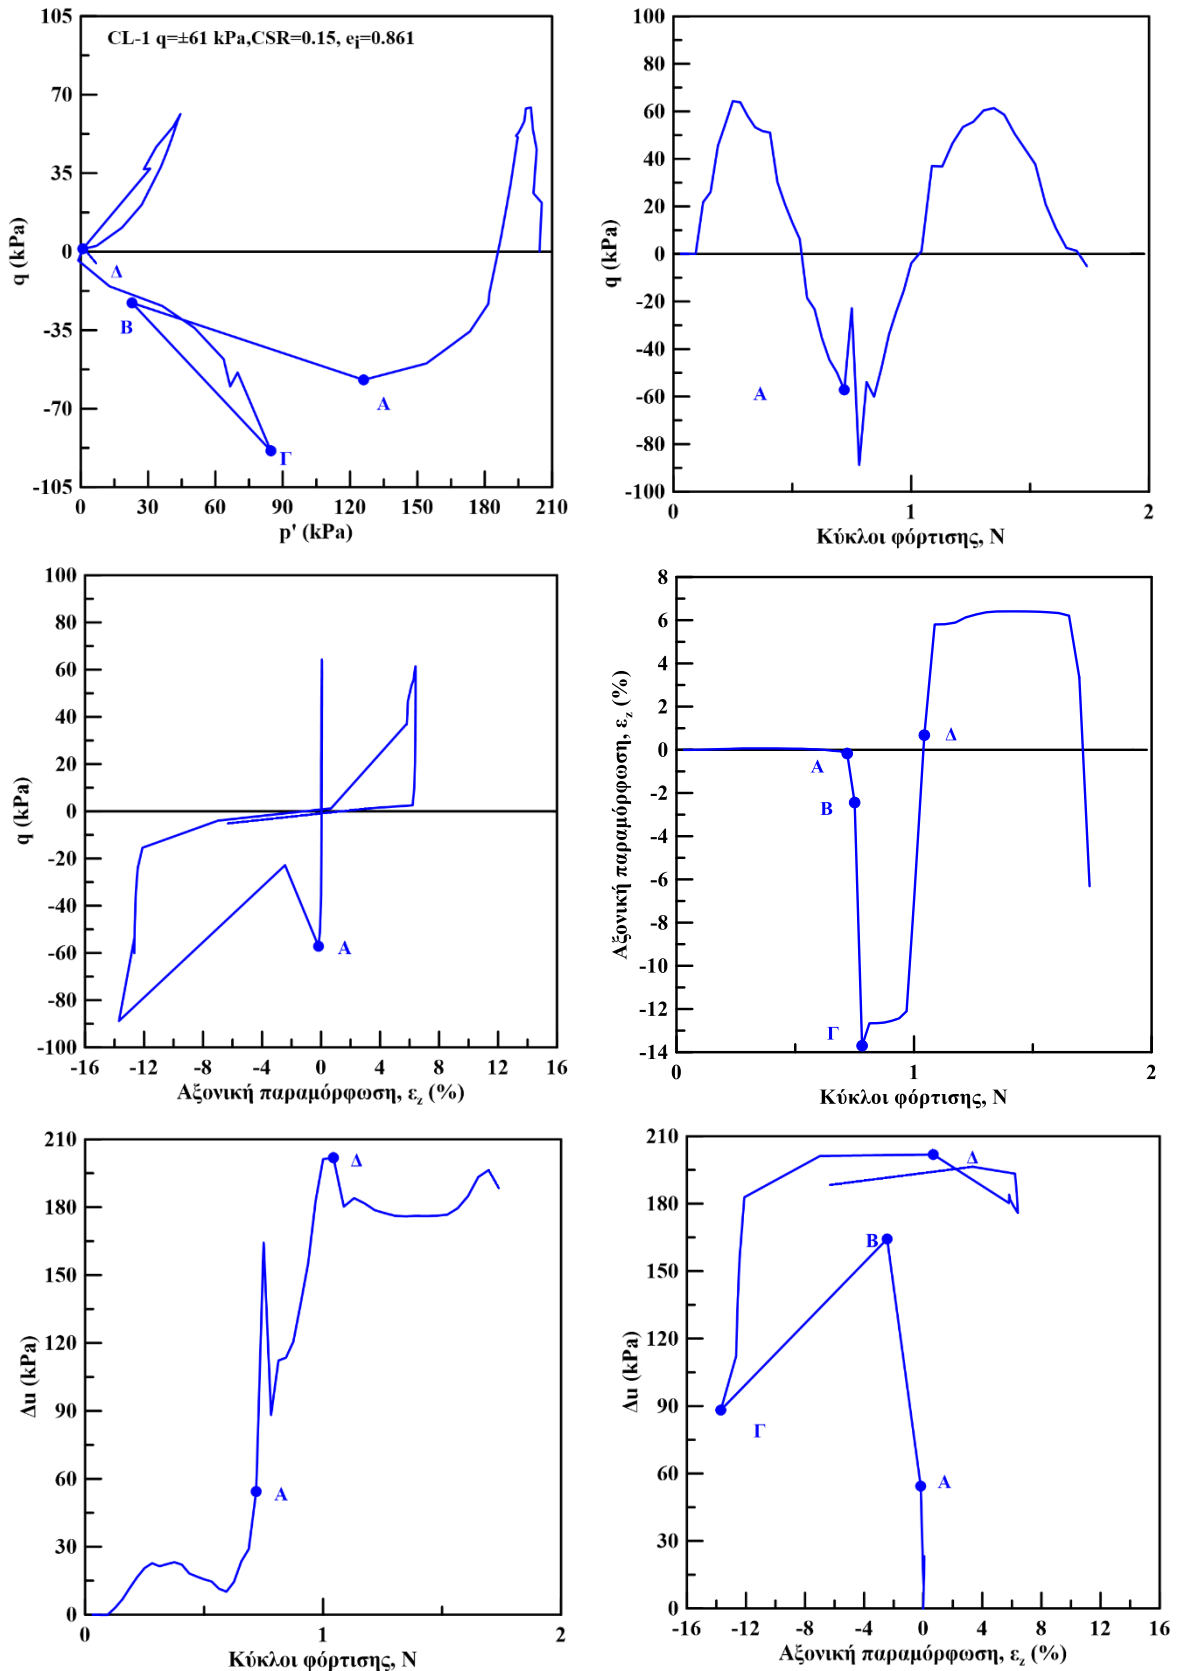 CL-1 q=±61 kPa,CSR=0.15, ei=0.861
105
70
35
0
-35
-70
-105
q (kPa)
Δ
B
A
Γ
0 30 60 90 120 150 180 210
p' (kPa)
100
80
60
40
20
0
-20
-40
-60
-80
-100
q (kPa)
A
0 1 2
Κύκλοι φόρτισης, N
100
80
60
40
20
0
-20
-40
-60
-80
-100
q (kPa)
A
-16 -12 -8 -4 0 4 8 12 16
Αξονική παραμόρφωση, εz (%)
8
6
4
2
0
-2
-4
-6
-8
-10
-12
-14
Αξονική παραμόρφωση, εz (%)
Δ
A
B
Γ
0 1 2
Κύκλοι φόρτισης, N
210
180
150
120
90
60
30
0
Δu (kPa)
Δ
A
0 1 2
Κύκλοι φόρτισης, N
210
180
150
120
90
60
30
0
Δu (kPa)
Δ
B
Γ
A
-16 -12 -8 -4 0 4 8 12 16
Αξονική παραμόρφωση, εz (%)